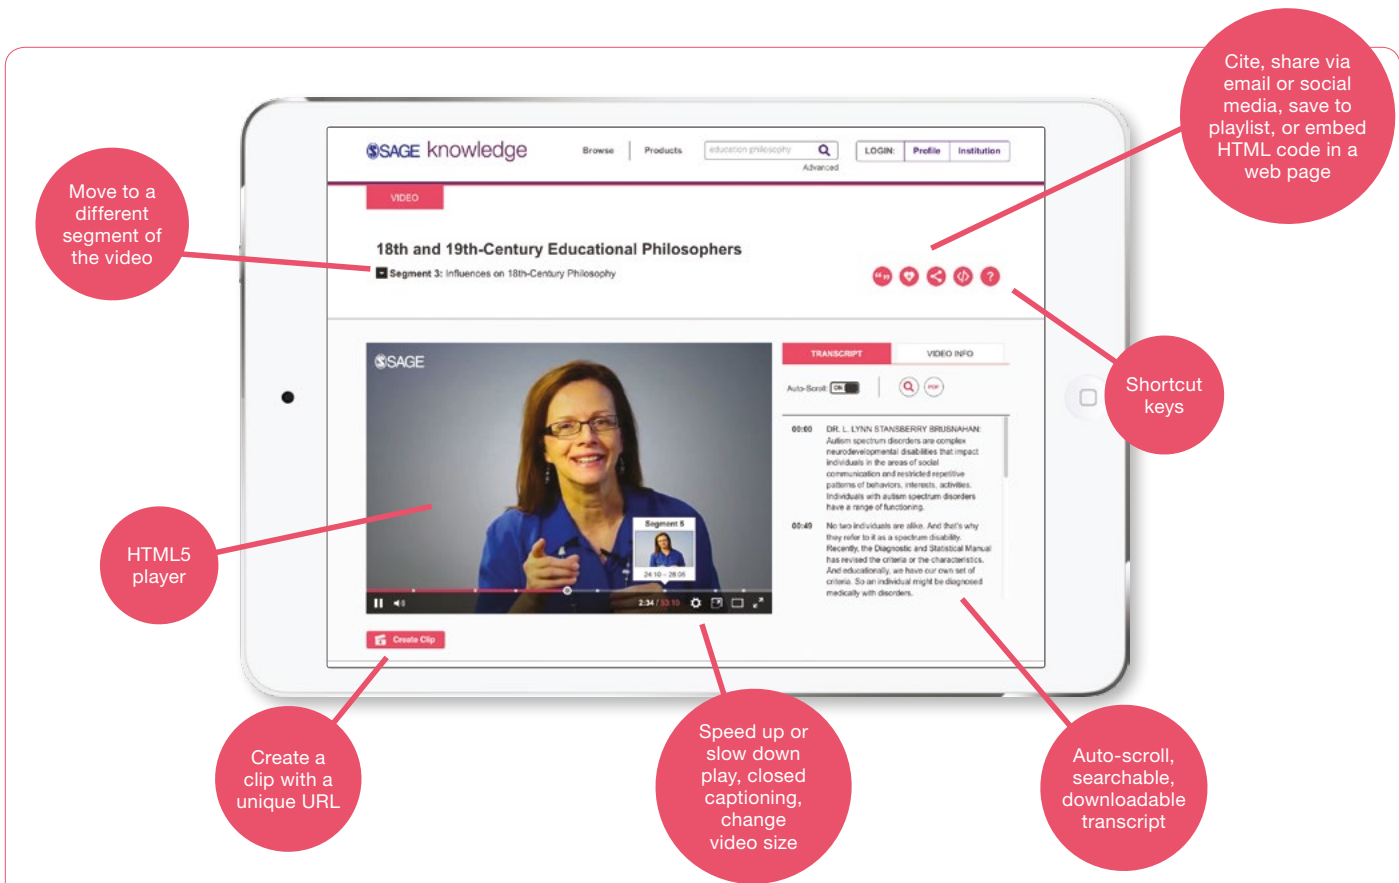 Cite, share via
email or social
media, save to
playlist, or embed
HTML code in a
web page
Move to a
different
segment of
the video
SAGE knowledge
Browse
Products
education philosophy
Advanced
LOGIN:
Profile
Institution
VIDEO
18th and 19th-Century Educational Philosophers
Segment 3: Influences on 18th-Century Philosophy
“ ”
</>
?
Shortcut
keys
SAGE
TRANSCRIPT
VIDEO INFO
Auto-Scroll:
ON
PDF
00:00 DR. L. LYNN STANSBERRY BRUSNAHAN:
Autism spectrum disorders are complex
neurodevelopmental disabilities that impact
individuals in the areas of social
communication and restricted repetitive
patterns of behaviors, interests, activities.
Individuals with autism spectrum disorders
have a range of functioning.
00:49 No two individuals are alike. And that's why
they refer to it as a spectrum disability.
Recently, the Diagnostic and Statistical Manual
has revised the criteria or the characteristics.
And educationally, we have our own set of
criteria. So an individual might be diagnosed
medically with disorders.
HTML5
player
Segment 5
24:10 – 28:05
2:34 / 53:10
Create Clip
Create a
clip with a
unique URL
Speed up or
slow down
play, closed
captioning,
change
video size
Auto-scroll,
searchable,
downloadable
transcript